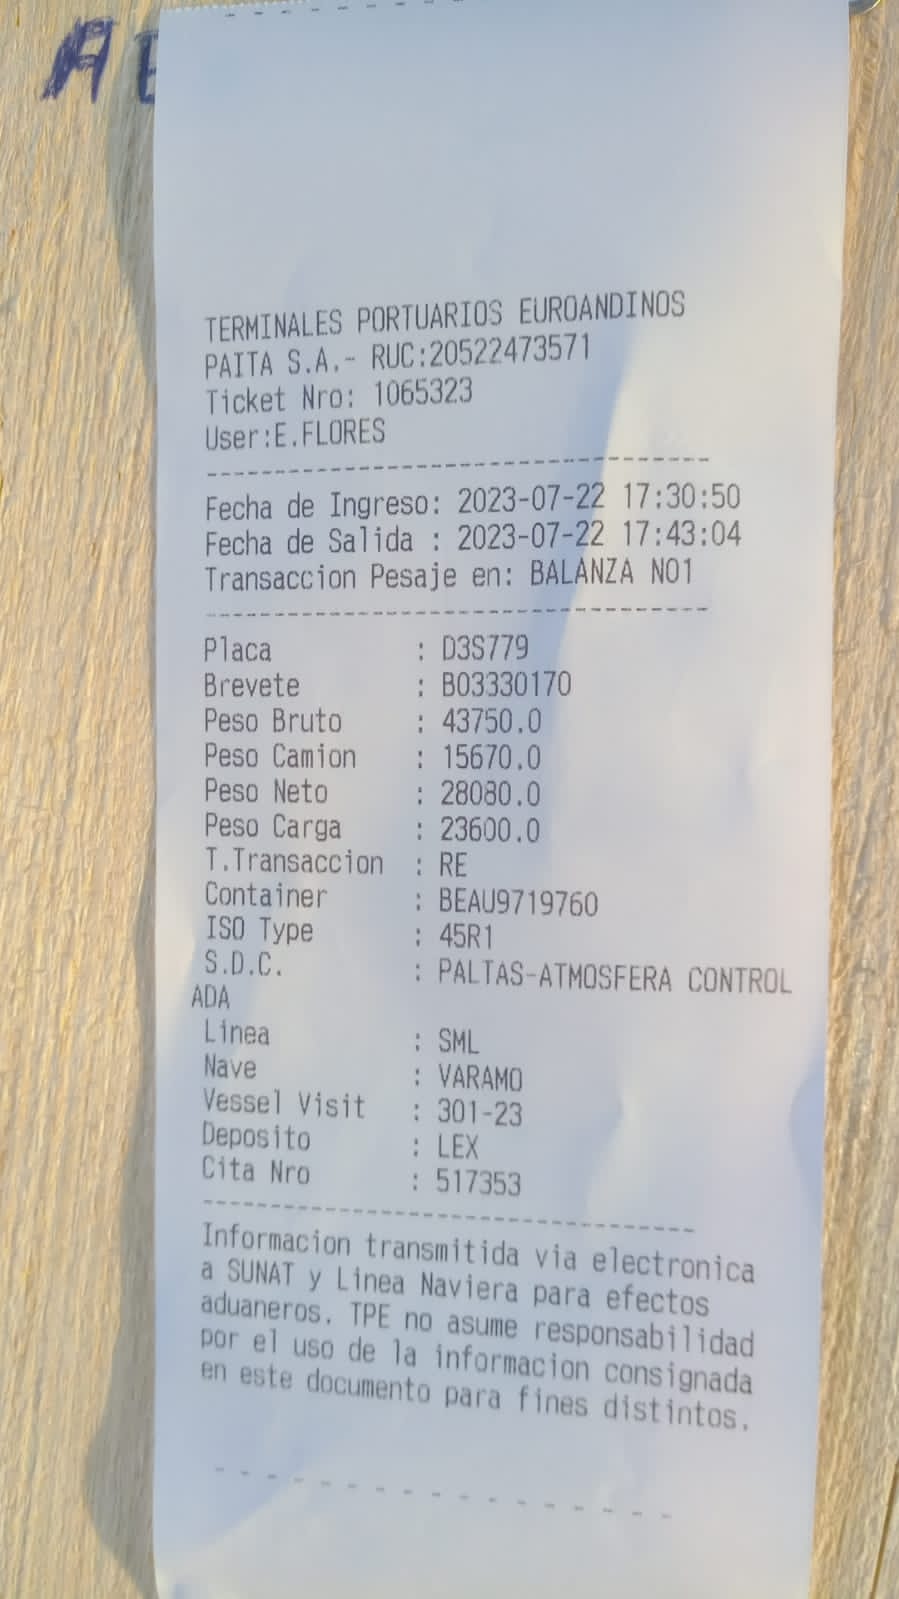 TERMINALES PORTUARIOS EUROANDINOS
PAITA S.A.- RUC:20522473571
Ticket Nro: 1065323
User:E.FLORES
Fecha de Ingreso: 2023-07-22 17:30:50
Fecha de Salida : 2023-07-22 17:43:04
Transaccion Pesaje en: BALANZA NO1
Placa : D3S779
Brevete : B03330170
Peso Bruto : 43750.0
Peso Camion : 15670.0
Peso Neto : 28080.0
Peso Carga : 23600.0
T.Transaccion : RE
Container : BEAU9719760
ISO Type : 45R1
S.D.C. : PALTAS-ATMOSFERA CONTROL
ADA
Linea : SML
Nave : VARAMO
Vessel Visit : 301-23
Deposito : LEX
Cita Nro : 517353
Informacion transmitida via electronica
a SUNAT y Linea Naviera para efectos
aduaneros. TPE no asume responsabilidad
por el uso de la informacion consignada
en este documento para fines distintos.